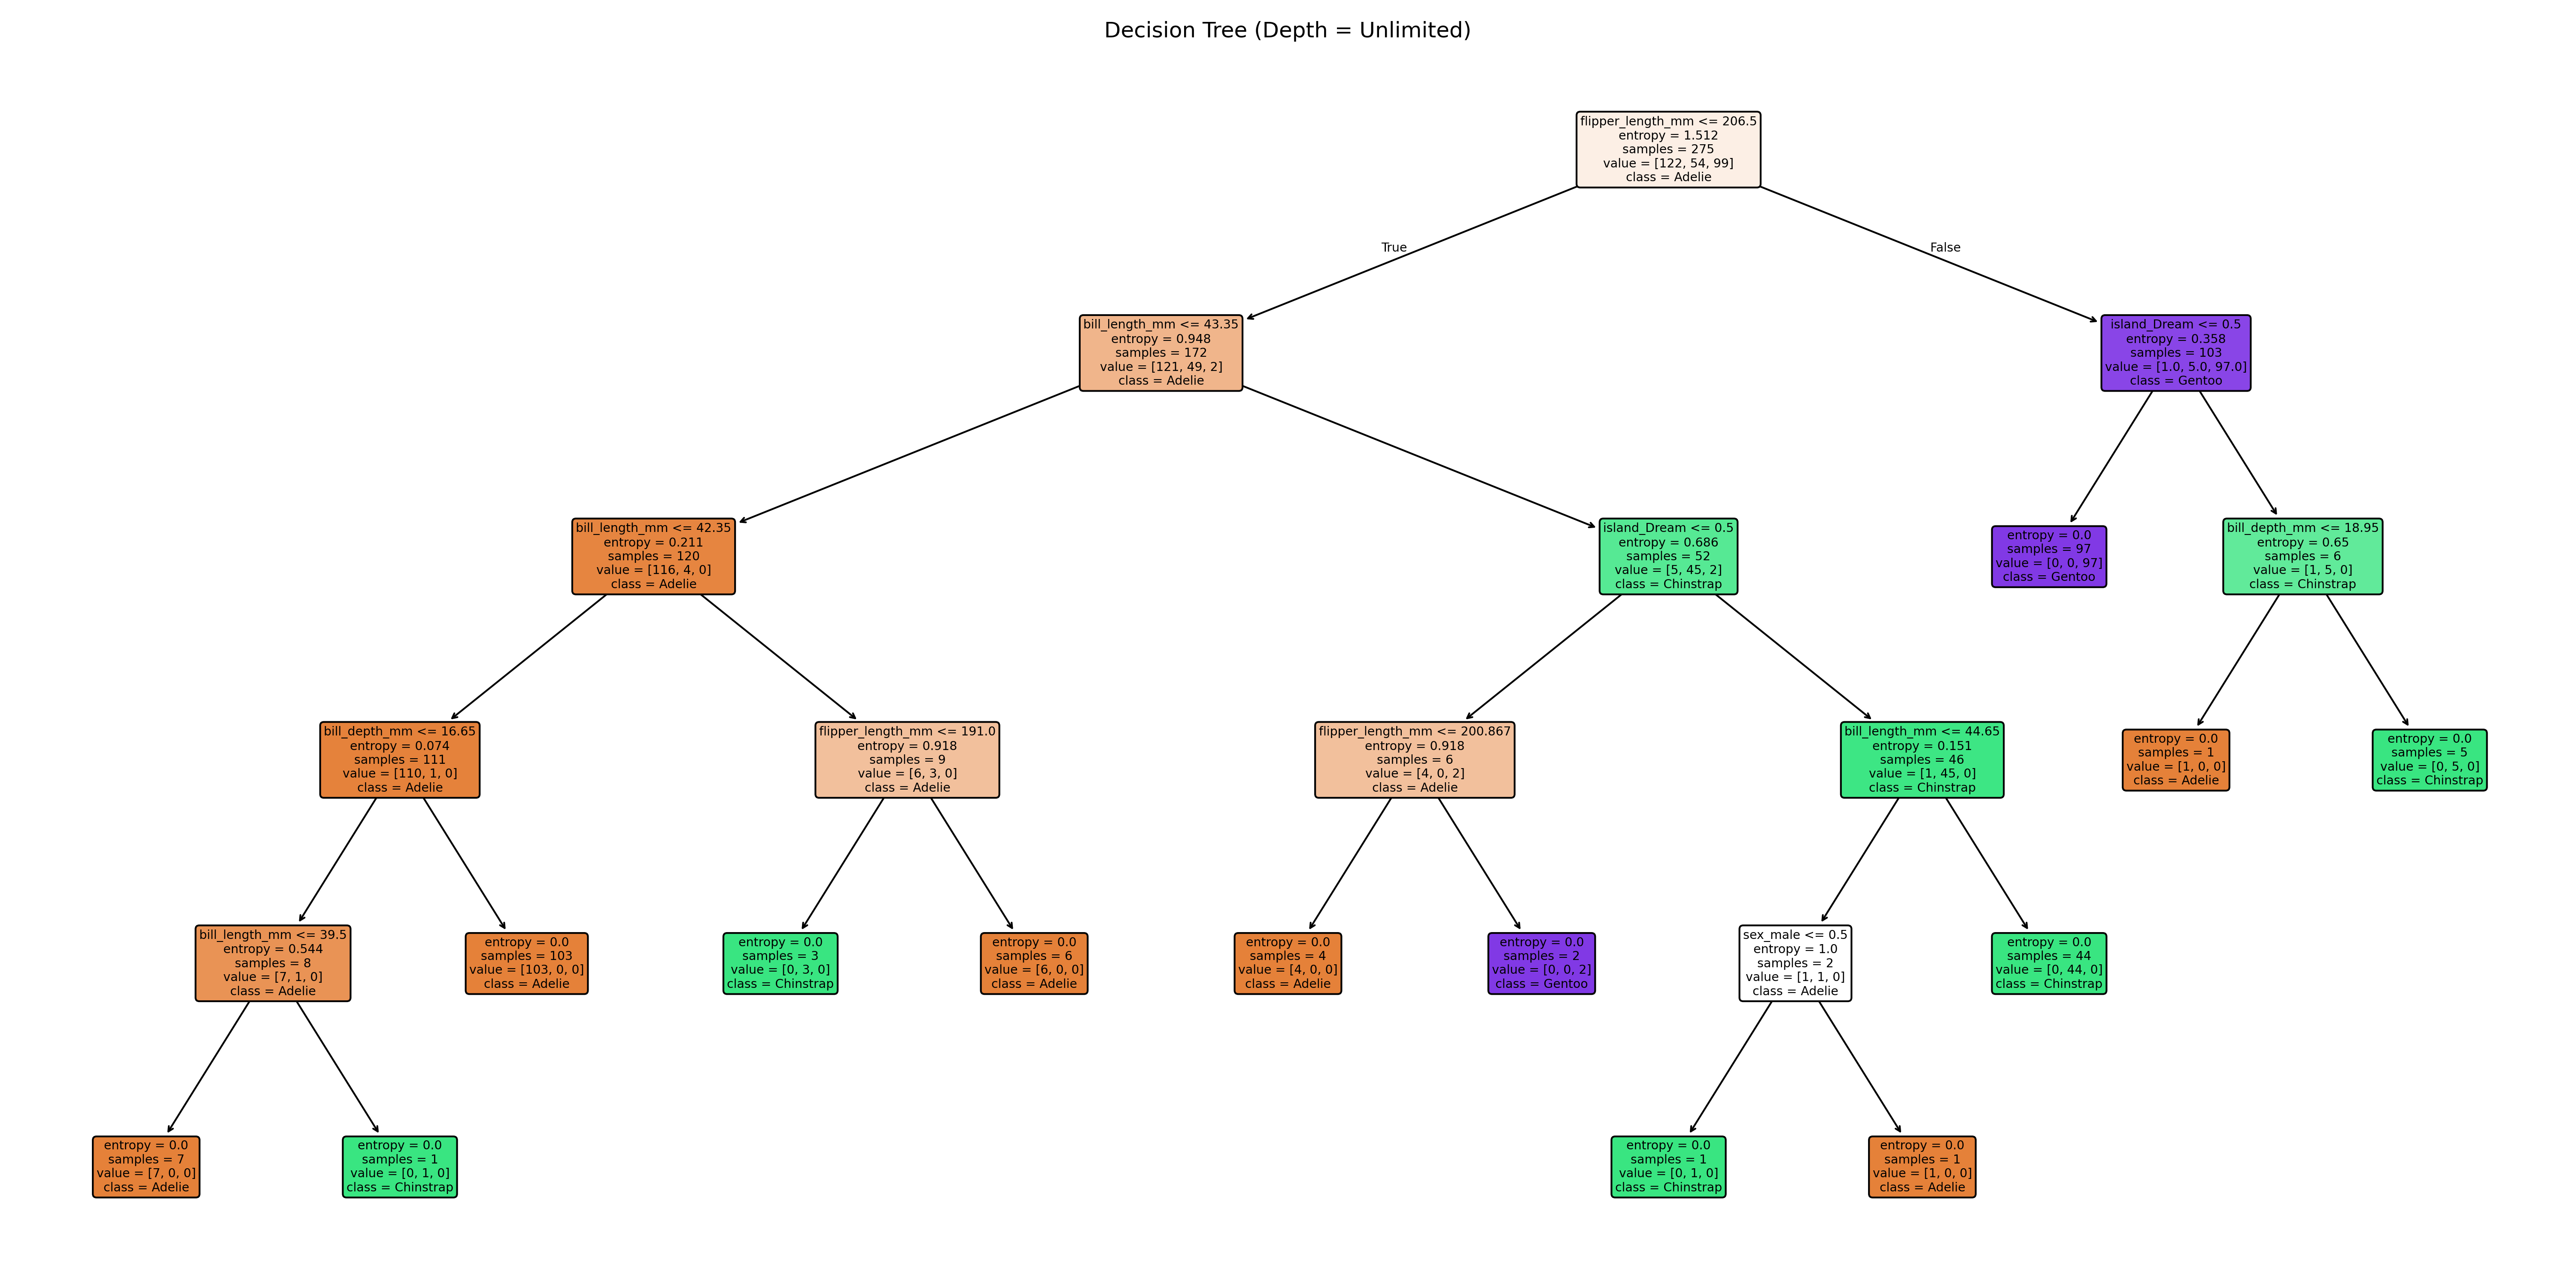 Decision Tree (Depth = Unlimited)
flipper_length_mm <= 206.5
entropy = 1.512
samples = 275
value = [122, 54, 99]
class = Adelie
True
False
bill_length_mm <= 43.35
entropy = 0.948
samples = 172
value = [121, 49, 2]
class = Adelie
island_Dream <= 0.5
entropy = 0.358
samples = 103
value = [1.0, 5.0, 97.0]
class = Gentoo
bill_length_mm <= 42.35
entropy = 0.211
samples = 120
value = [116, 4, 0]
class = Adelie
island_Dream <= 0.5
entropy = 0.686
samples = 52
value = [5, 45, 2]
class = Chinstrap
entropy = 0.0
samples = 97
value = [0, 0, 97]
class = Gentoo
bill_depth_mm <= 18.95
entropy = 0.65
samples = 6
value = [1, 5, 0]
class = Chinstrap
bill_depth_mm <= 16.65
entropy = 0.074
samples = 111
value = [110, 1, 0]
class = Adelie
flipper_length_mm <= 191.0
entropy = 0.918
samples = 9
value = [6, 3, 0]
class = Adelie
flipper_length_mm <= 200.867
entropy = 0.918
samples = 6
value = [4, 0, 2]
class = Adelie
bill_length_mm <= 44.65
entropy = 0.151
samples = 46
value = [1, 45, 0]
class = Chinstrap
entropy = 0.0
samples = 1
value = [1, 0, 0]
class = Adelie
entropy = 0.0
samples = 5
value = [0, 5, 0]
class = Chinstrap
bill_length_mm <= 39.5
entropy = 0.544
samples = 8
value = [7, 1, 0]
class = Adelie
entropy = 0.0
samples = 103
value = [103, 0, 0]
class = Adelie
entropy = 0.0
samples = 3
value = [0, 3, 0]
class = Chinstrap
entropy = 0.0
samples = 6
value = [6, 0, 0]
class = Adelie
entropy = 0.0
samples = 4
value = [4, 0, 0]
class = Adelie
entropy = 0.0
samples = 2
value = [0, 0, 2]
class = Gentoo
sex_male <= 0.5
entropy = 1.0
samples = 2
value = [1, 1, 0]
class = Adelie
entropy = 0.0
samples = 44
value = [0, 44, 0]
class = Chinstrap
entropy = 0.0
samples = 7
value = [7, 0, 0]
class = Adelie
entropy = 0.0
samples = 1
value = [0, 1, 0]
class = Chinstrap
entropy = 0.0
samples = 1
value = [0, 1, 0]
class = Chinstrap
entropy = 0.0
samples = 1
value = [1, 0, 0]
class = Adelie